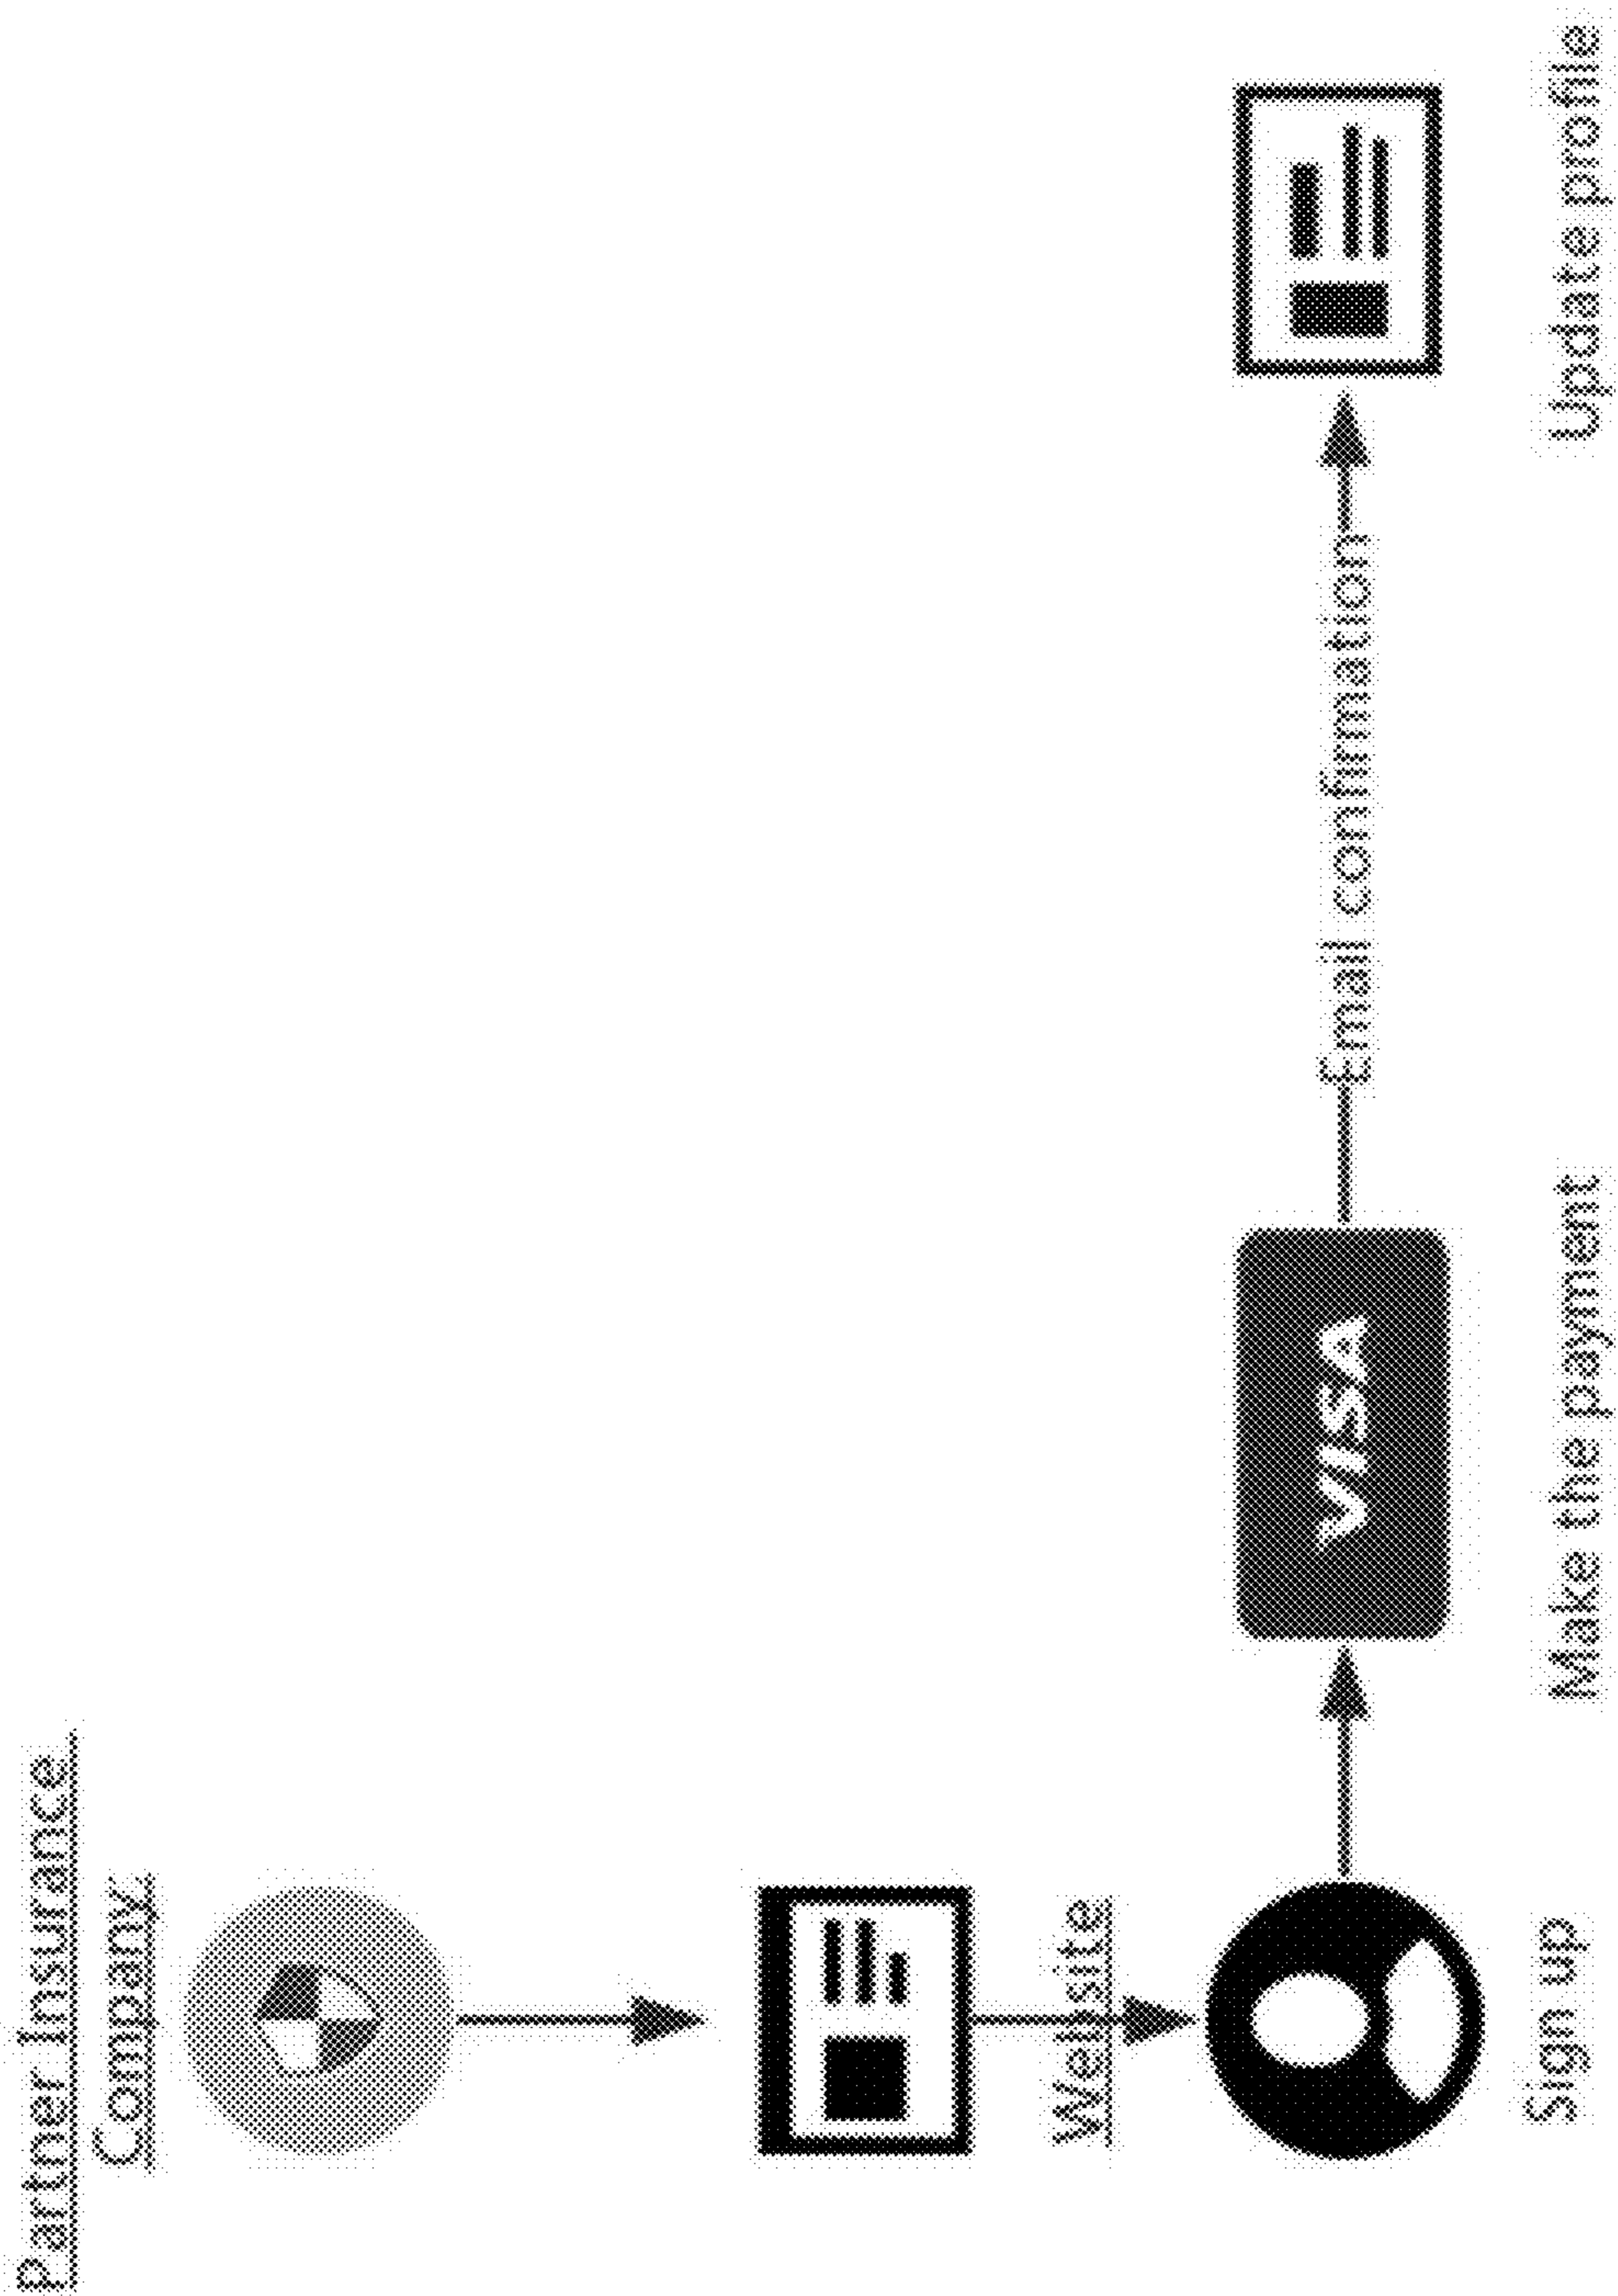 Partner Insurance
Company
Website
Sign up
VISA
Make the payment
Email confirmation
Update profile